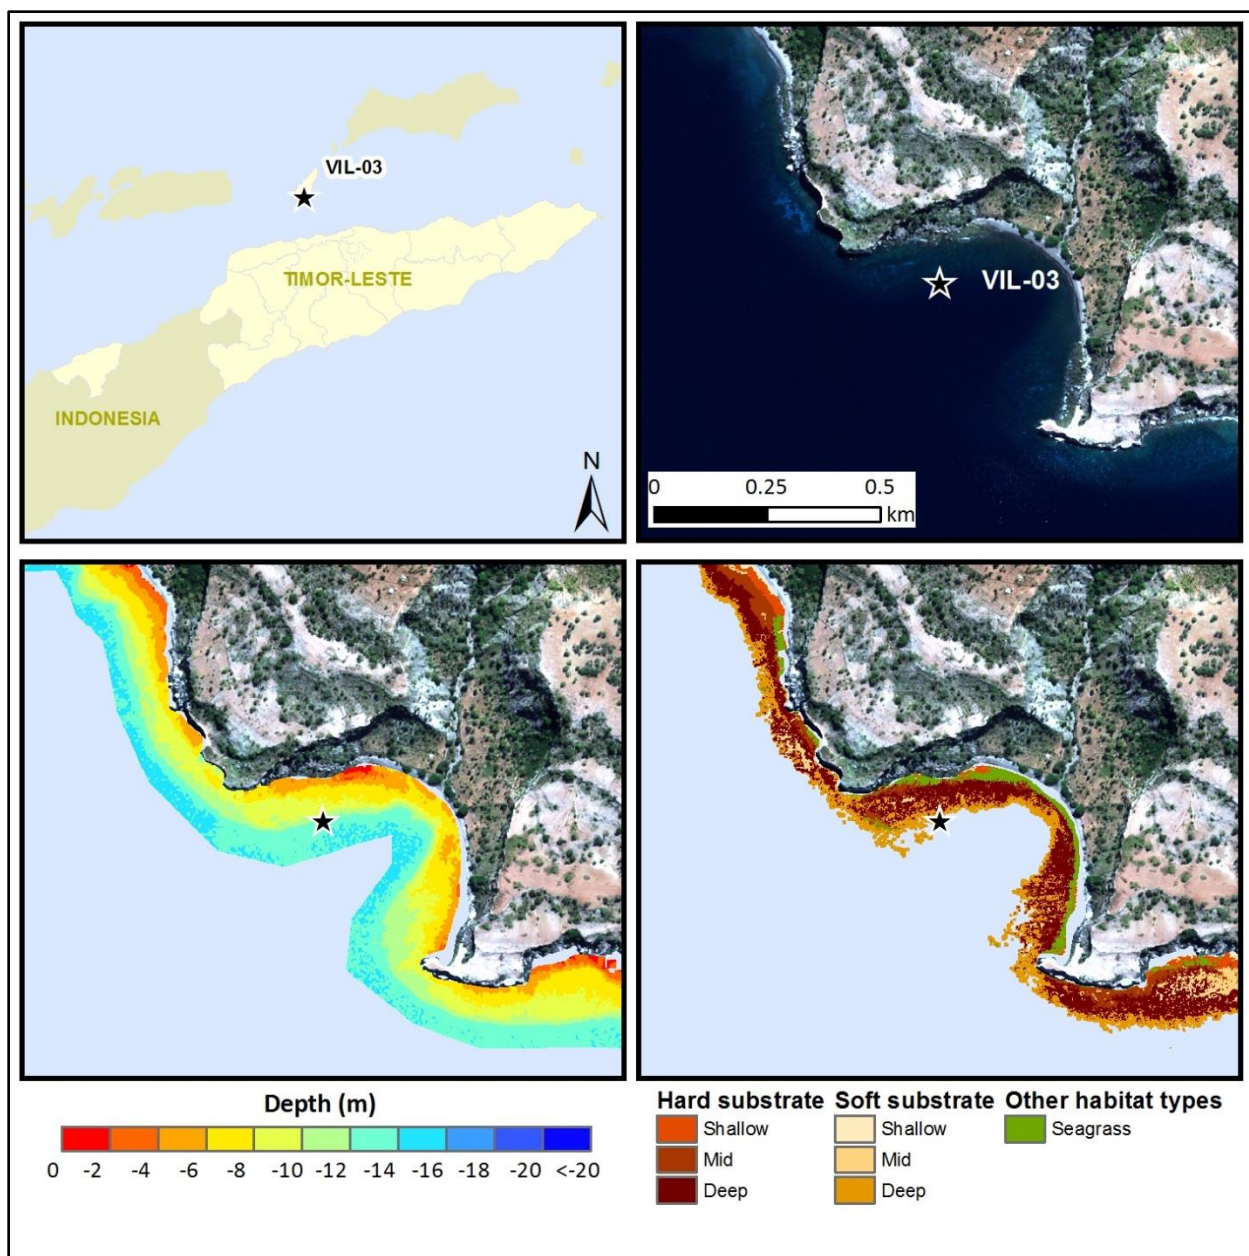 VIL-03
TIMOR-LESTE
INDONESIA
N
VIL-03
0 0.25 0.5
km
Depth (m)
0 -2 -4 -6 -8 -10 -12 -14 -16 -18 -20 <-20
Hard substrate Soft substrate Other habitat types
Shallow Shallow Seagrass
Mid Mid
Deep Deep